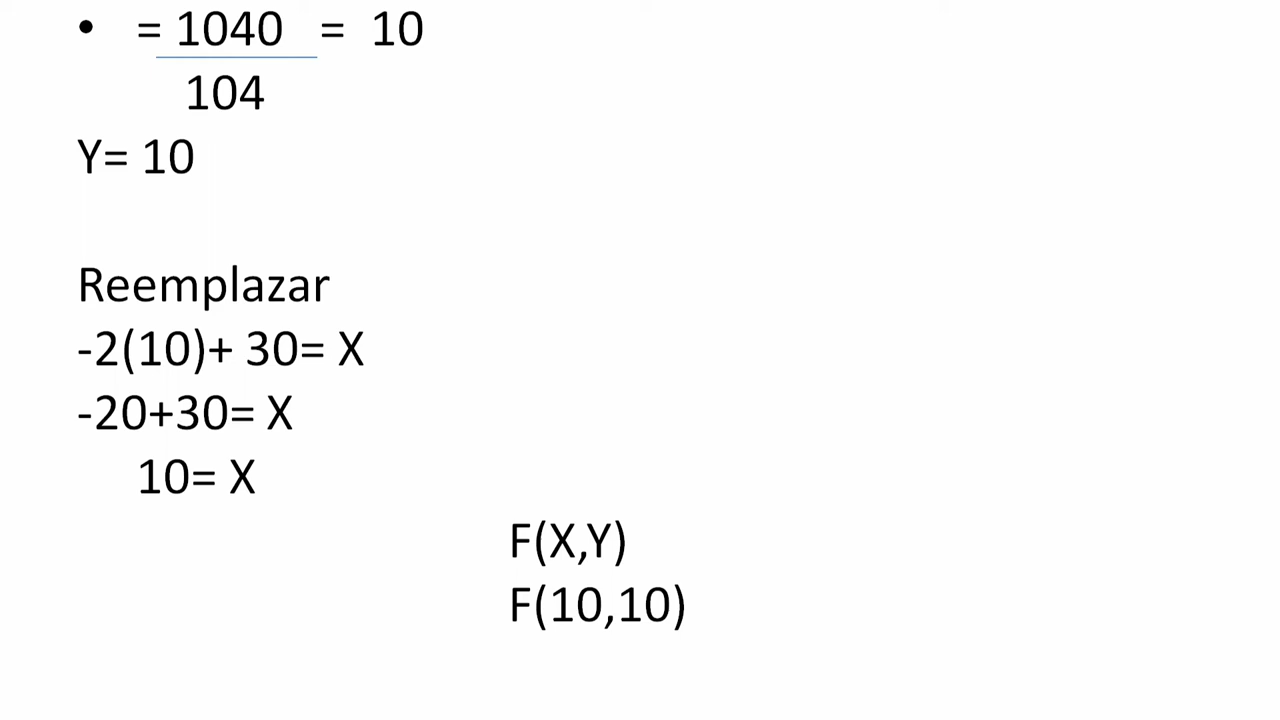 • = 1040 = 10
104
Y= 10
Reemplazar
-2(10)+ 30= X
-20+30= X
10= X
F(X,Y)
F(10,10)